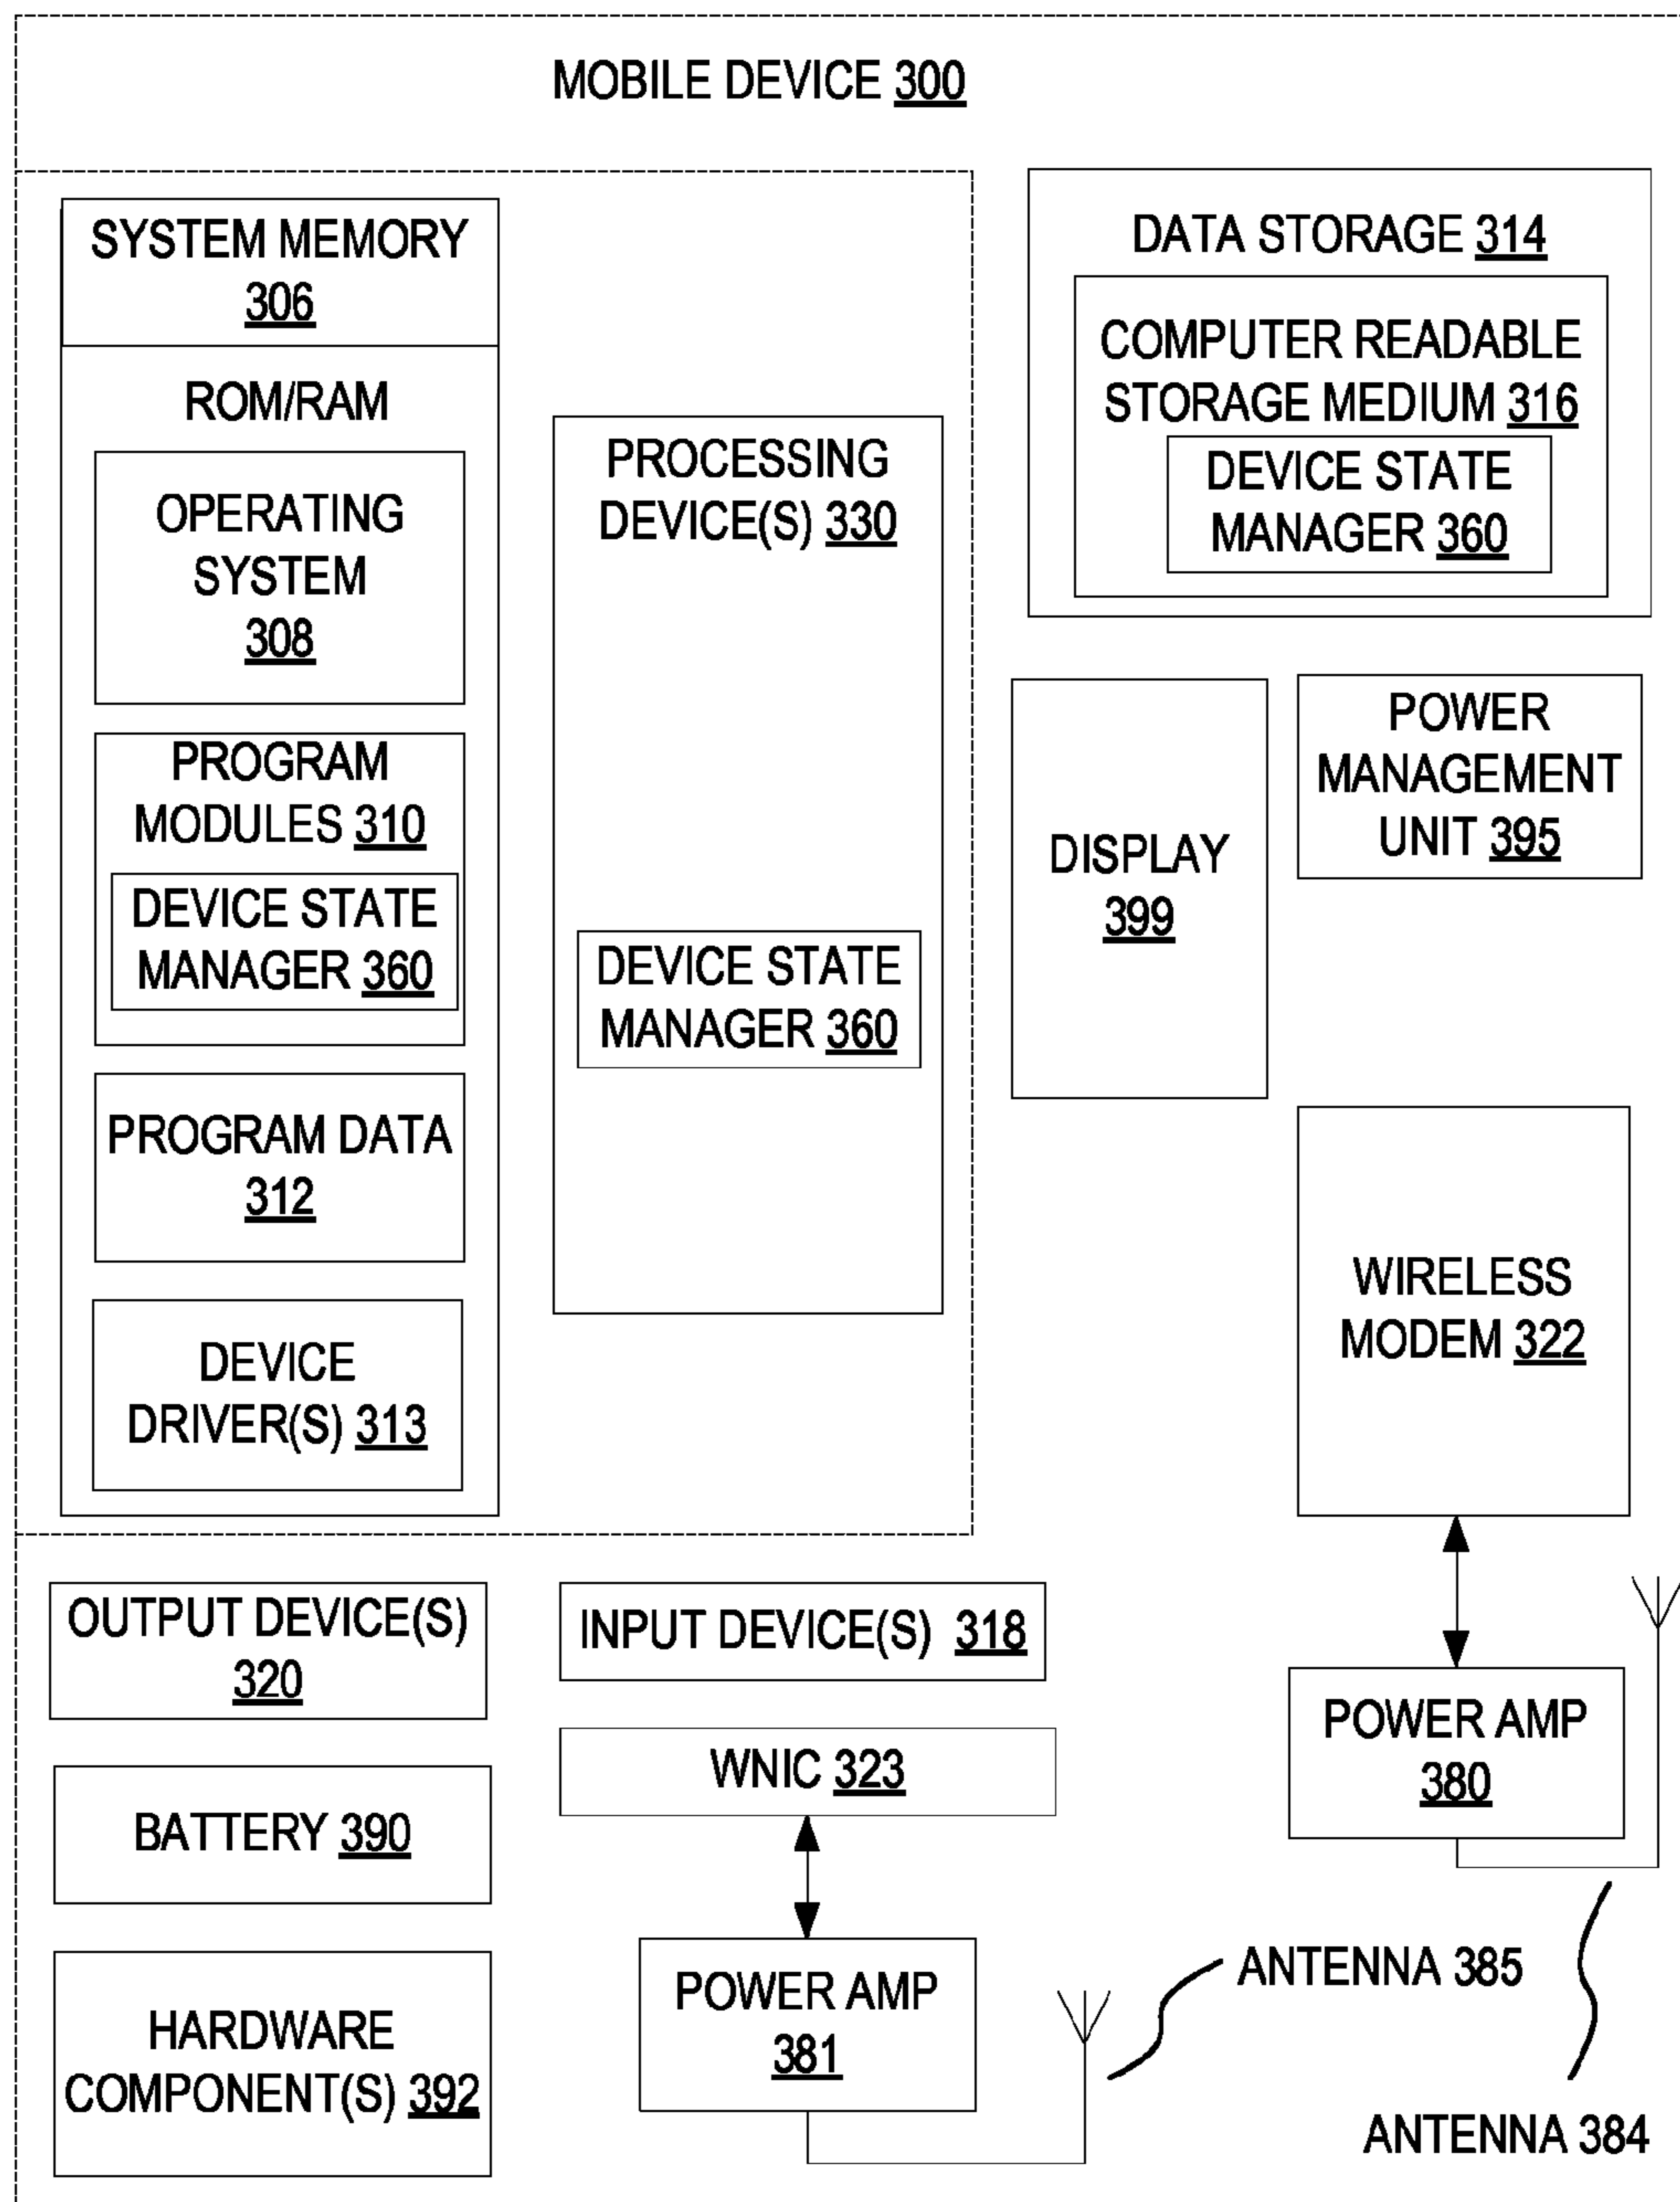 MOBILE DEVICE 300
SYSTEM MEMORY
306
ROM/RAM
OPERATING
SYSTEM
308
PROGRAM
MODULES 310
DEVICE STATE
MANAGER 360
PROGRAM DATA
312
DEVICE
DRIVER(S) 313
PROCESSING
DEVICE(S) 330
DEVICE STATE
MANAGER 360
DATA STORAGE 314
COMPUTER READABLE
STORAGE MEDIUM 316
DEVICE STATE
MANAGER 360
DISPLAY
399
POWER
MANAGEMENT
UNIT 395
WIRELESS
MODEM 322
OUTPUT DEVICE(S)
320
INPUT DEVICE(S) 318
POWER AMP
380
WNIC 323
BATTERY 390
HARDWARE
COMPONENT(S) 392
POWER AMP
381
ANTENNA 385
ANTENNA 384